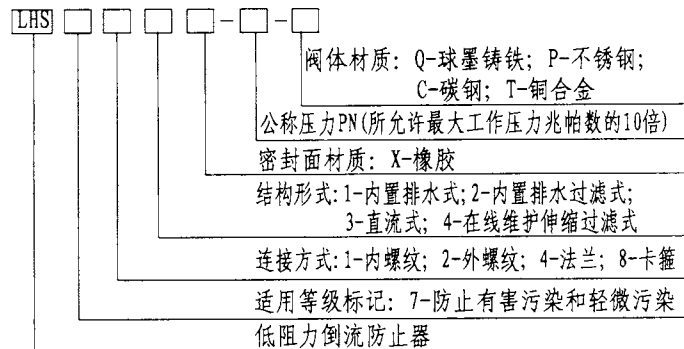 LHS□□□□-□-□
阀体材质: Q-球墨铸铁; P-不锈钢;
C-碳钢; T-铜合金
公称压力PN(所允许最大工作压力兆帕数的10倍)
密封面材质: X-橡胶
结构形式:1-内置排水式;2-内置排水过滤式;
3-直流式; 4-在线维护伸缩过滤式
连接方式:1-内螺纹; 2-外螺纹; 4-法兰; 8-卡箍
适用等级标记: 7-防止有害污染和轻微污染
低阻力倒流防止器